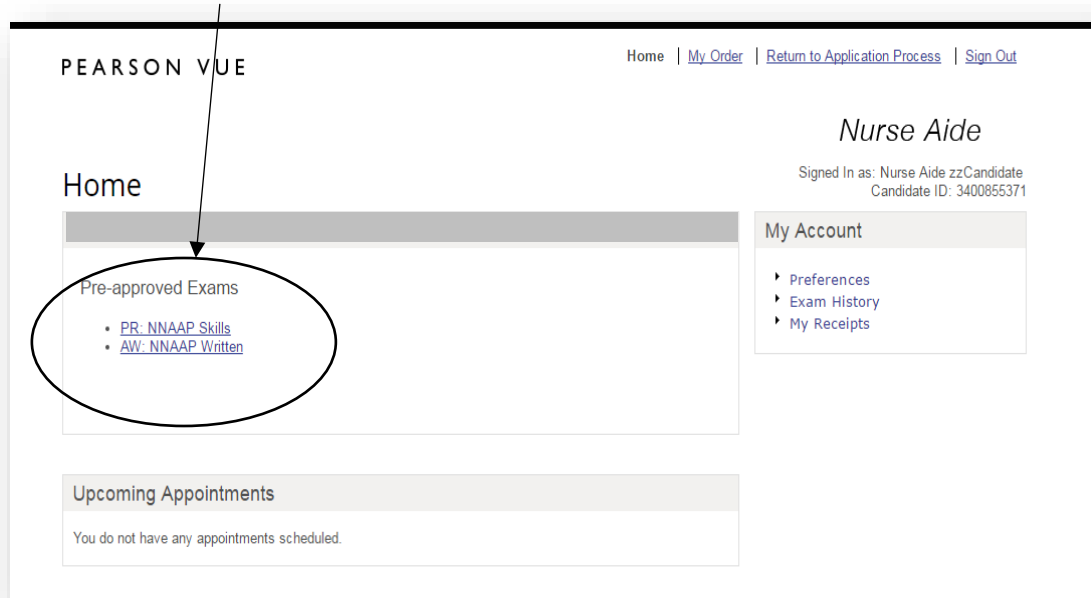 PEARSON VUE
Home | My Order | Return to Application Process | Sign Out
Nurse Aide
Signed In as: Nurse Aide zzCandidate
Candidate ID: 3400855371
Home
Pre-approved Exams
• PR: NNAAP Skills
• AW: NNAAP Written
My Account
Preferences
Exam History
My Receipts
Upcoming Appointments
You do not have any appointments scheduled.